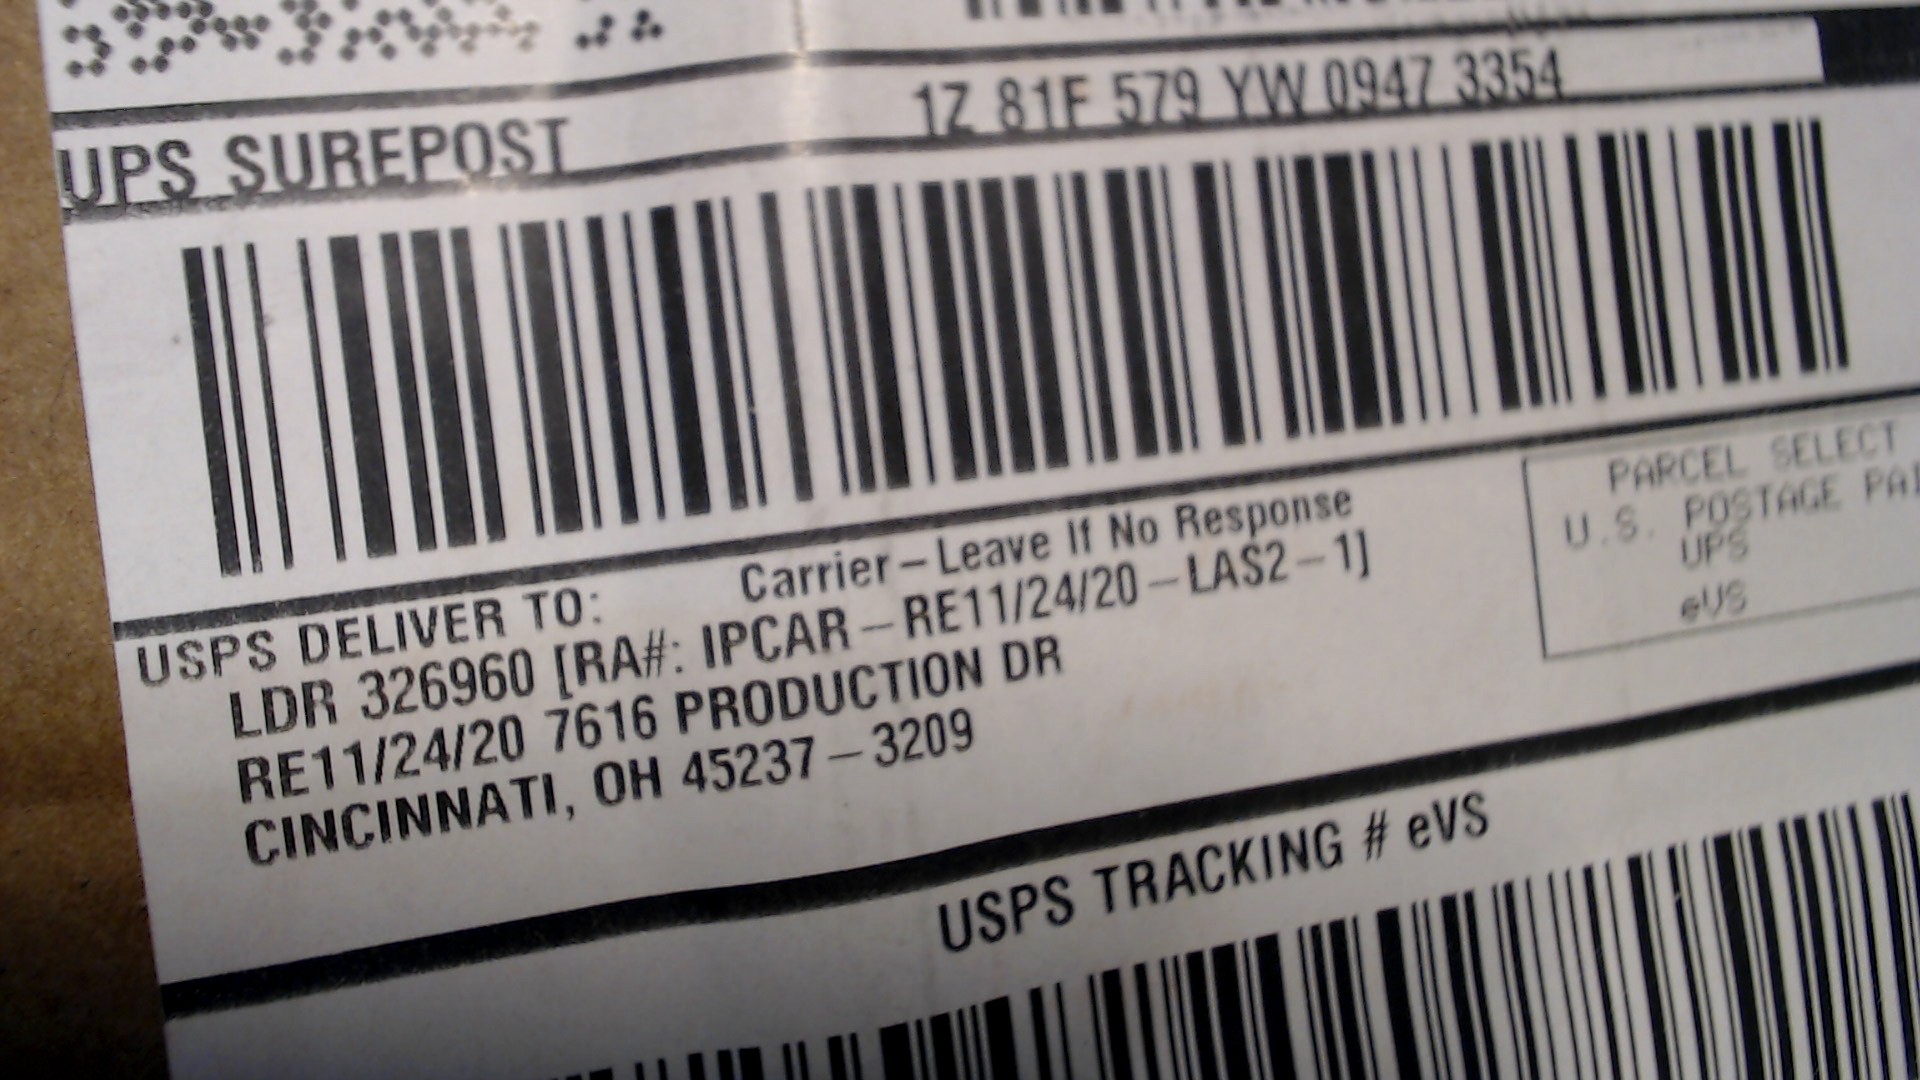 1Z 81F 579 YW 0947 3354
UPS SUREPOST
Carrier–Leave If No Response
USPS DELIVER TO:
LDR 326960 [RA#: IPCAR–RE11/24/20–LAS2–1]
RE11/24/20 7616 PRODUCTION DR
CINCINNATI, OH 45237–3209
PARCEL SELECT
U.S. POSTAGE PAI
UPS
eVS
USPS TRACKING # eVS